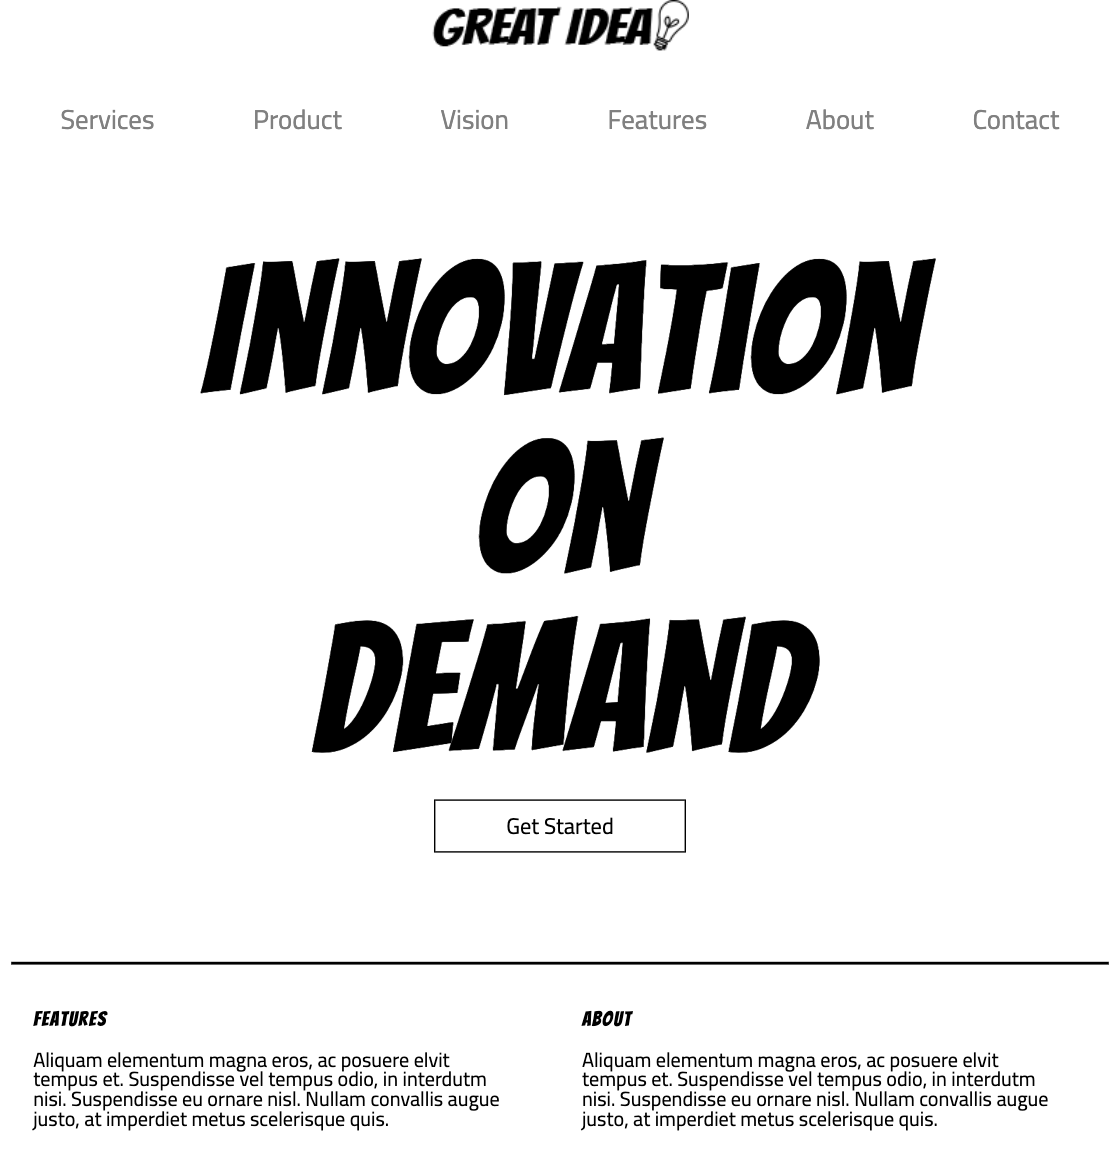 GREAT IDEA
Services Product Vision Features About Contact
INNOVATION
ON
DEMAND
Get Started
FEATURES
Aliquam elementum magna eros, ac posuere elvit
tempus et. Suspendisse vel tempus odio, in interdutm
nisi. Suspendisse eu ornare nisl. Nullam convallis augue
justo, at imperdiet metus scelerisque quis.
ABOUT
Aliquam elementum magna eros, ac posuere elvit
tempus et. Suspendisse vel tempus odio, in interdutm
nisi. Suspendisse eu ornare nisl. Nullam convallis augue
justo, at imperdiet metus scelerisque quis.